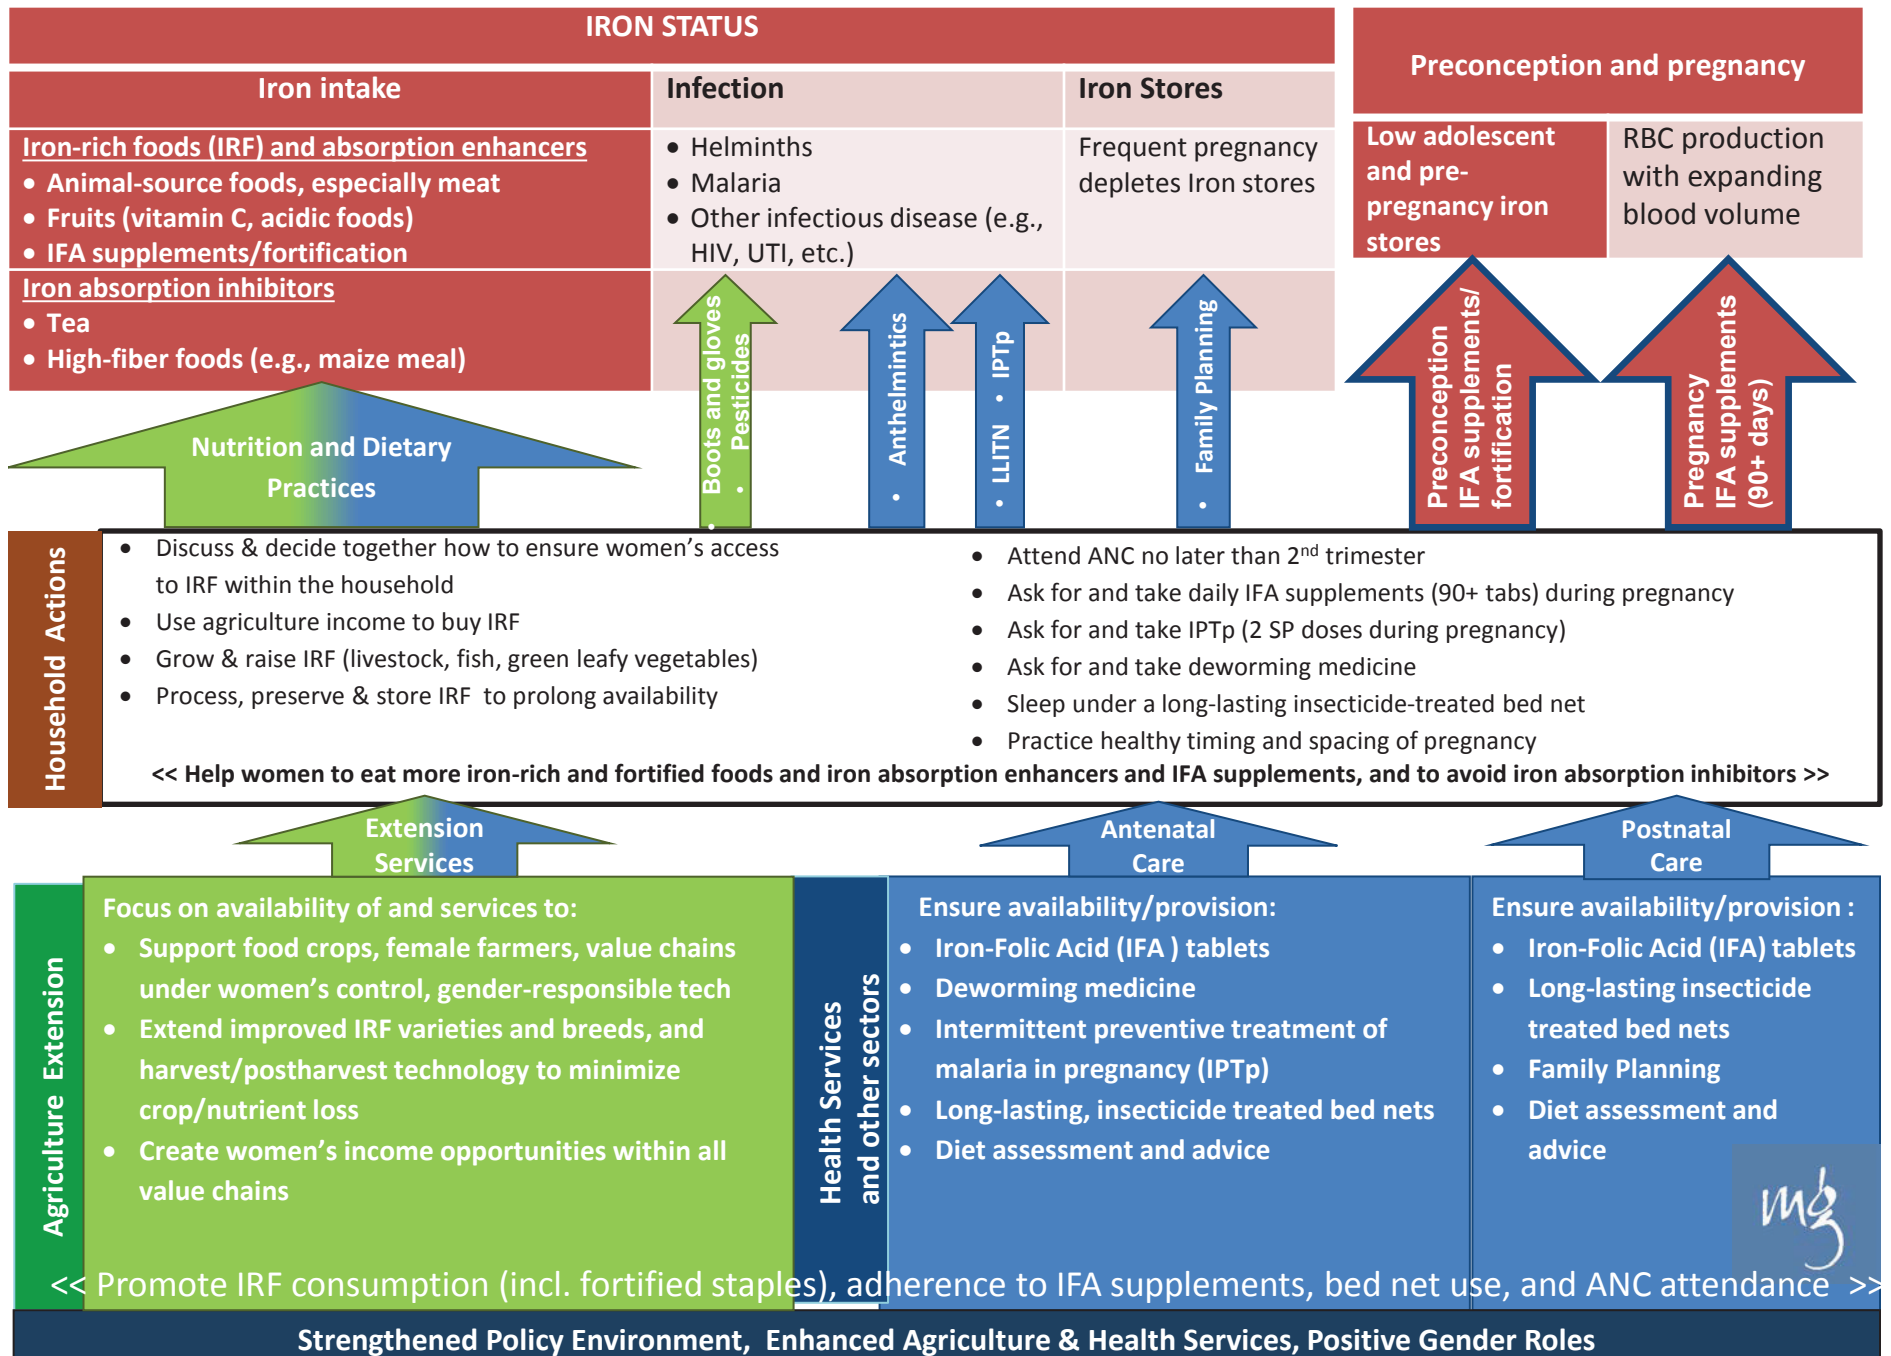 IRON STATUS
Preconception and pregnancy
Iron intake
Infection
Iron Stores
Iron-rich foods (IRF) and absorption enhancers
• Animal-source foods, especially meat
• Fruits (vitamin C, acidic foods)
• IFA supplements/fortification
• Helminths
• Malaria
• Other infectious disease (e.g.,
HIV, UTI, etc.)
Frequent pregnancy
depletes Iron stores
Low adolescent
and pre-
pregnancy iron
stores
RBC production
with expanding
blood volume
Iron absorption inhibitors
• Tea
• High-fiber foods (e.g., maize meal)
Nutrition and Dietary
Practices
• Boots and gloves
• Pesticides
• Anthelmintics
• LLITN • IPTp
• Family Planning
Preconception
IFA supplements/
fortification
Pregnancy
IFA supplements
(90+ days)
Household Actions
• Discuss & decide together how to ensure women's access
to IRF within the household
• Use agriculture income to buy IRF
• Grow & raise IRF (livestock, fish, green leafy vegetables)
• Process, preserve & store IRF to prolong availability
• Attend ANC no later than 2nd trimester
• Ask for and take daily IFA supplements (90+ tabs) during pregnancy
• Ask for and take IPTp (2 SP doses during pregnancy)
• Ask for and take deworming medicine
• Sleep under a long-lasting insecticide-treated bed net
• Practice healthy timing and spacing of pregnancy
<< Help women to eat more iron-rich and fortified foods and iron absorption enhancers and IFA supplements, and to avoid iron absorption inhibitors >>
Extension
Services
Antenatal
Care
Postnatal
Care
Agriculture Extension
Focus on availability of and services to:
• Support food crops, female farmers, value chains
under women's control, gender-responsible tech
• Extend improved IRF varieties and breeds, and
harvest/postharvest technology to minimize
crop/nutrient loss
• Create women's income opportunities within all
value chains
Health Services
and other sectors
Ensure availability/provision:
• Iron-Folic Acid (IFA ) tablets
• Deworming medicine
• Intermittent preventive treatment of
malaria in pregnancy (IPTp)
• Long-lasting, insecticide treated bed nets
• Diet assessment and advice
Ensure availability/provision :
• Iron-Folic Acid (IFA) tablets
• Long-lasting insecticide
treated bed nets
• Family Planning
• Diet assessment and
advice
mg
<< Promote IRF consumption (incl. fortified staples), adherence to IFA supplements, bed net use, and ANC attendance >>
Strengthened Policy Environment, Enhanced Agriculture & Health Services, Positive Gender Roles